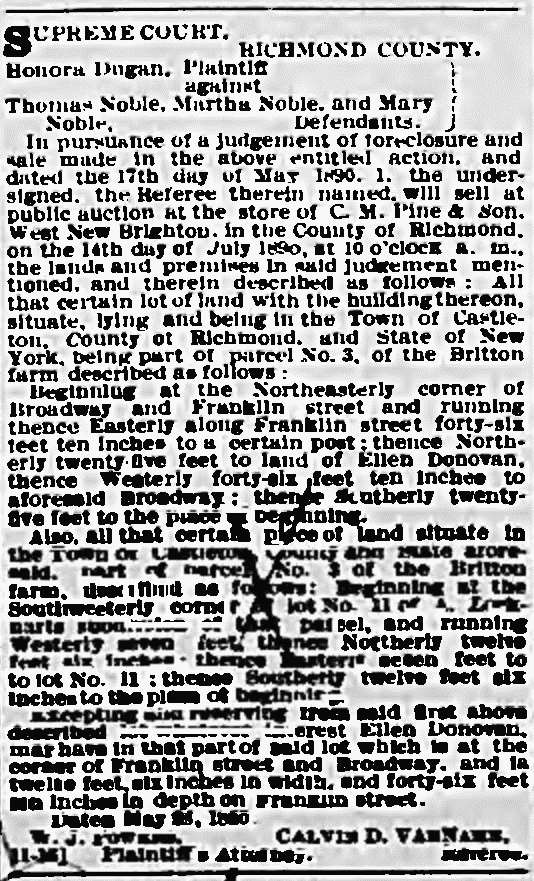 SUPREME COURT.
RICHMOND COUNTY.
Honora Dugan, Plaintiff
against
Thomas Noble, Martha Noble, and Mary
Noble, Defendants.
In pursuance of a judgement of foreclosure and
sale made in the above entitled action, and
dated the 17th day of May 1890. I, the under-
signed, the Referee therein named, will sell at
public auction at the store of C. M. Pine & Son,
West New Brighton, in the County of Richmond,
on the 14th day of July 1890, at 10 o'clock a. m.,
the lands and premises in said judgement men-
tioned, and therein described as follows: All
that certain lot of land with the building thereon,
situate, lying and being in the Town of Castle-
ton, County of Richmond, and State of New
York, being part of parcel No. 3, of the Britton
farm described as follows:
Beginning at the Northeasterly corner of
Broadway and Franklin street and running
thence Easterly along Franklin street forty-six
feet ten inches to a certain post; thence North-
erly twenty-five feet to land of Ellen Donovan,
thence Westerly forty-six feet ten inches to
aforesaid Broadway; thence Southerly twenty-
five feet to the place of beginning.
Also, all that certain piece of land situate in
the Town of Castleton, County and State afore-
said, part of parcel No. 3 of the Britton
farm, described as follows: Beginning at the
Southwesterly corner lot No. 11 of
of that parsel, and running
Westerly seven feet, thence Northerly twelve
feet six inches thence Easterly seven feet to
to lot No. 11; thence Southerly twelve feet six
inches to the place of beginning
Excepting and reserving from said first above
described interest Ellen Donovan,
may have in that part of said lot which is at the
corner of Franklin street and Broadway, and is
twelve feet, six inches in width, and forty-six feet
ten inches in depth on Franklin street.
Dated May 26, 1890
W. J. POWERS, CALVIN D. VANNAME,
Plaintiff's Attorney. Referee.